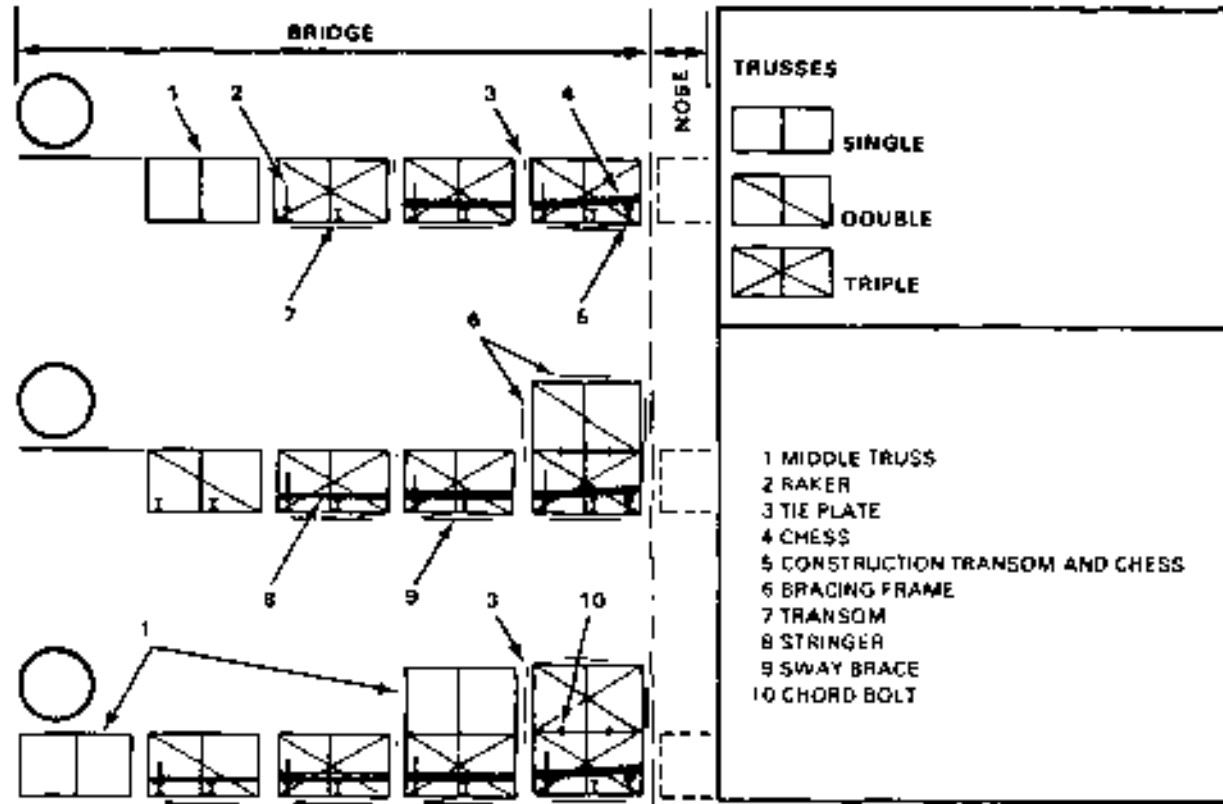 BRIDGE
NOSE
TRUSSES
1 2 3 4
SINGLE
DOUBLE
TRIPLE
7 6 5
8 9 3 10
1
1 MIDDLE TRUSS
2 RAKER
3 TIE PLATE
4 CHESS
5 CONSTRUCTION TRANSOM AND CHESS
6 BRACING FRAME
7 TRANSOM
8 STRINGER
9 SWAY BRACE
10 CHORD BOLT